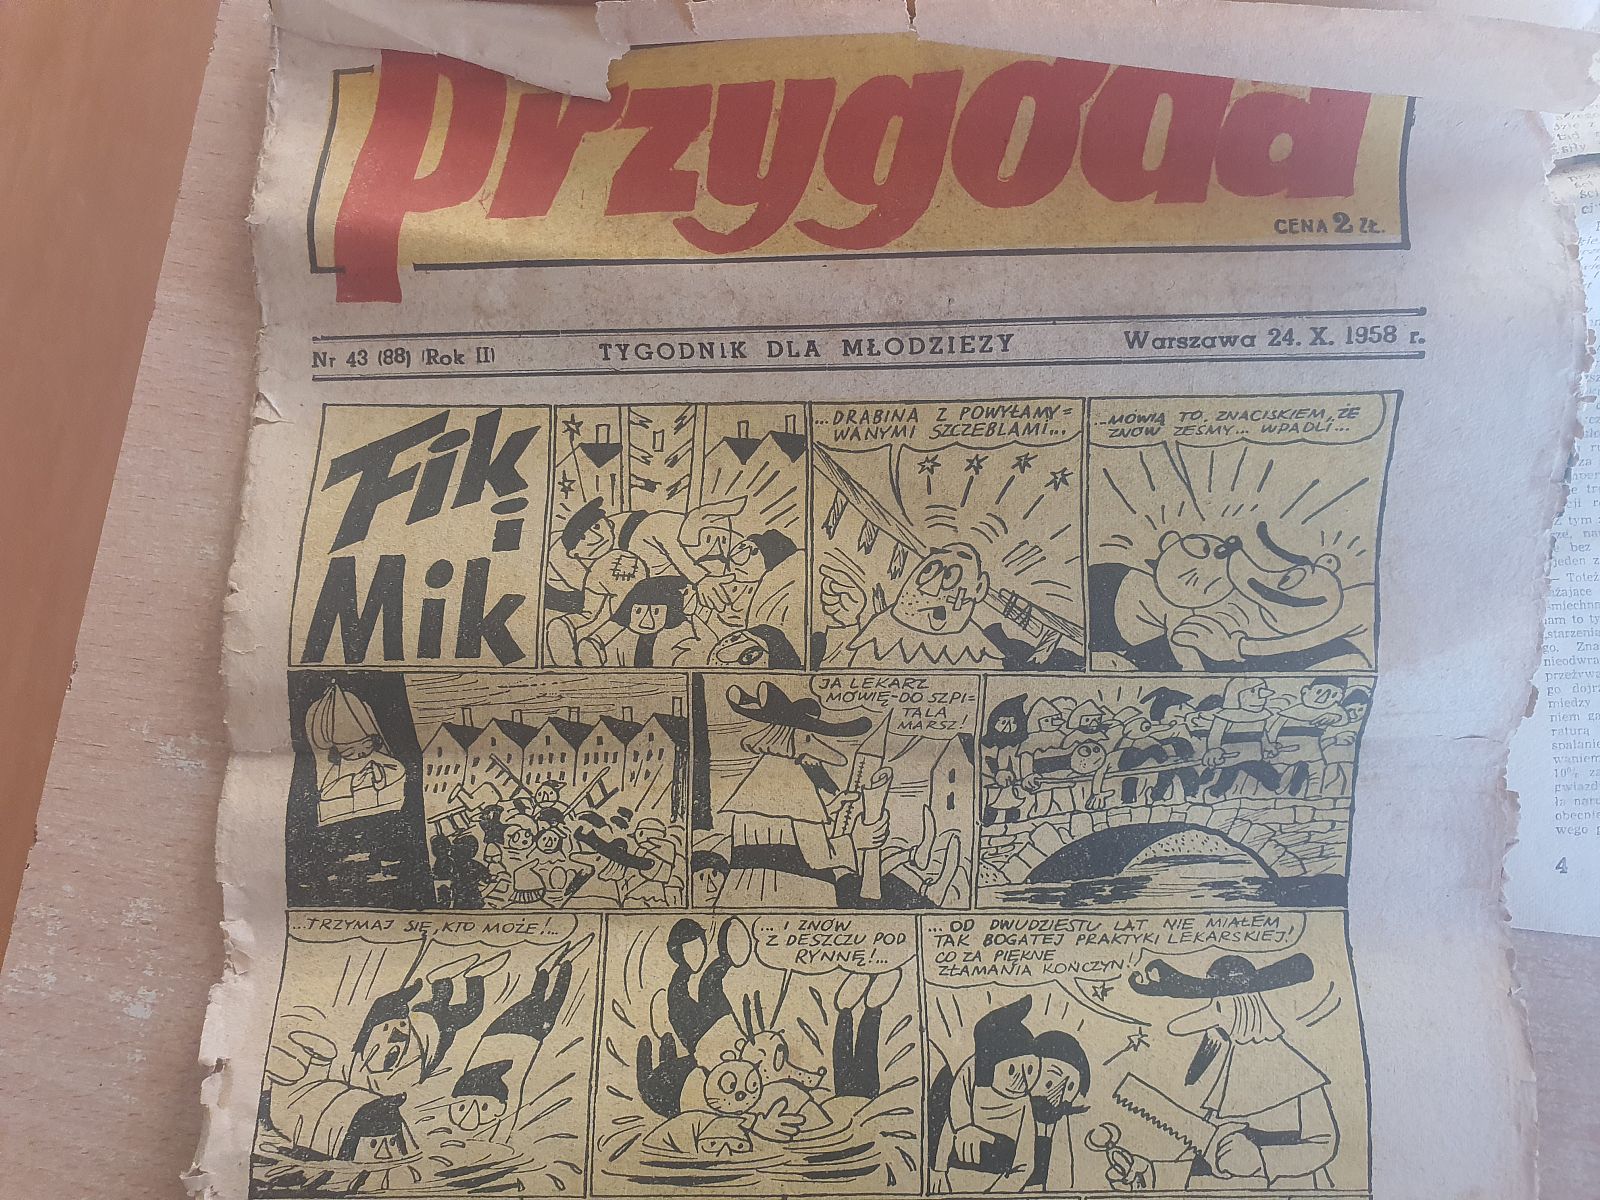 przygoda
CENA 2 ZŁ.
Nr 43 (88) (Rok II)
TYGODNIK DLA MŁODZIEZY
Warszawa 24. X. 1958 r.
Fik
i
Mik
...DRABINA Z POWYŁAMY=
WANYMI SZCZEBLAMI...
...MÓWIĄ TO Z NACISKIEM, ŻE
ZNÓW ŻEŚMY... WPADLI...
JA LEKARZ
MÓWIĘ-DO SZPI=
TALA
MARSZ!
...TRZYMAJ SIĘ, KTO MOŻE!...
...I ZNÓW
Z DESZCZU POD
RYNNĘ!...
...OD DWUDZIESTU LAT NIE MIAŁEM
TAK BOGATEJ PRAKTYKI LEKARSKIEJ!
CO ZA PIĘKNE
ZŁAMANIA KOŃCZYN!!
4